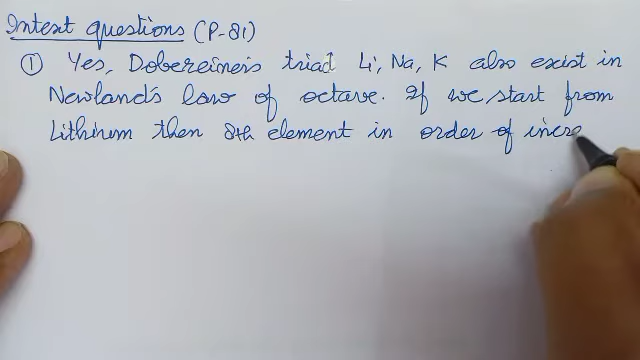 Intext questions (P-81)
① Yes, Dobereiner's triad Li, Na, K also exist in
Newland's law of octave. If we start from
Lithium then 8th element in order of incre